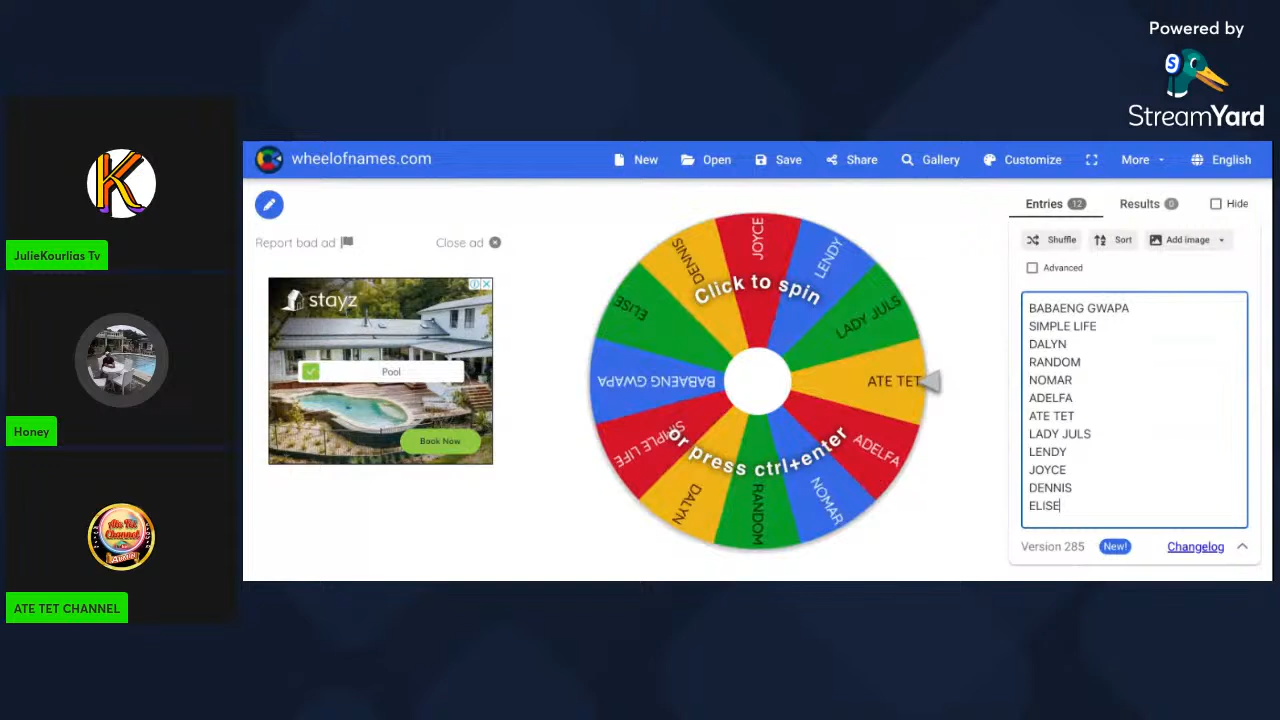 Powered by
StreamYard
K
JulieKourlias Tv
Honey
Ate Tet
Channel
ATE TET CHANNEL
wheelofnames.com
New
Open
Save
Share
Gallery
Customize
More
English
Report bad ad
Close ad
stayz
Pool
Book Now
JOYCE
LENDY
LADY JULS
ATE TET
ADELFA
NOMAR
RANDOM
DALYN
SIMPLE LIFE
BABAENG GWAPA
ELISE
DENNIS
Click to spin
or press ctrl+enter
Entries 12
Results 0
Hide
Shuffle
Sort
Add image
Advanced
BABAENG GWAPA
SIMPLE LIFE
DALYN
RANDOM
NOMAR
ADELFA
ATE TET
LADY JULS
LENDY
JOYCE
DENNIS
ELISE
Version 285
New!
Changelog